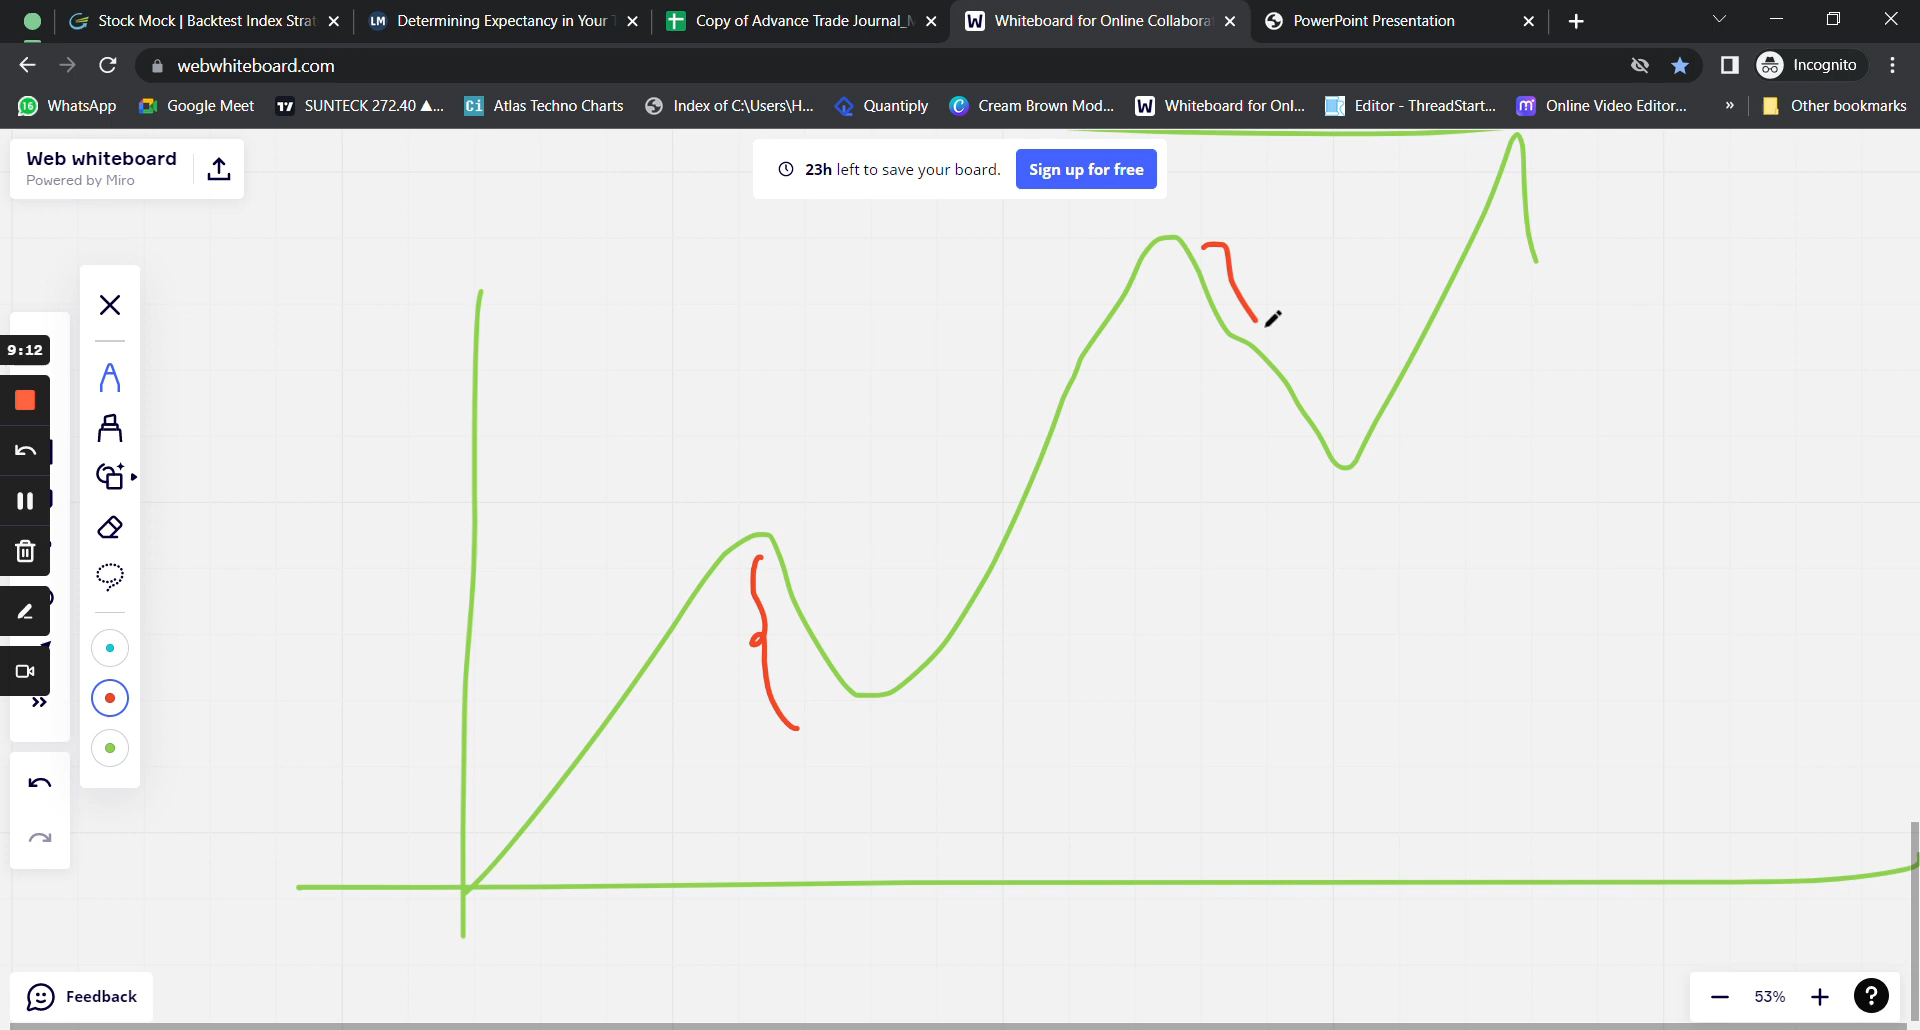 Stock Mock | Backtest Index Strat
Determining Expectancy in Your T
Copy of Advance Trade Journal_M
Whiteboard for Online Collaborat
PowerPoint Presentation
webwhiteboard.com
Incognito
16 WhatsApp
Google Meet
SUNTECK 272.40 ▲...
Atlas Techno Charts
Index of C:\Users\H...
Quantiply
Cream Brown Mod...
Whiteboard for Onl...
Editor - ThreadStart...
Online Video Editor...
»
Other bookmarks
Web whiteboard
Powered by Miro
23h left to save your board.
Sign up for free
9:12
Feedback
53%